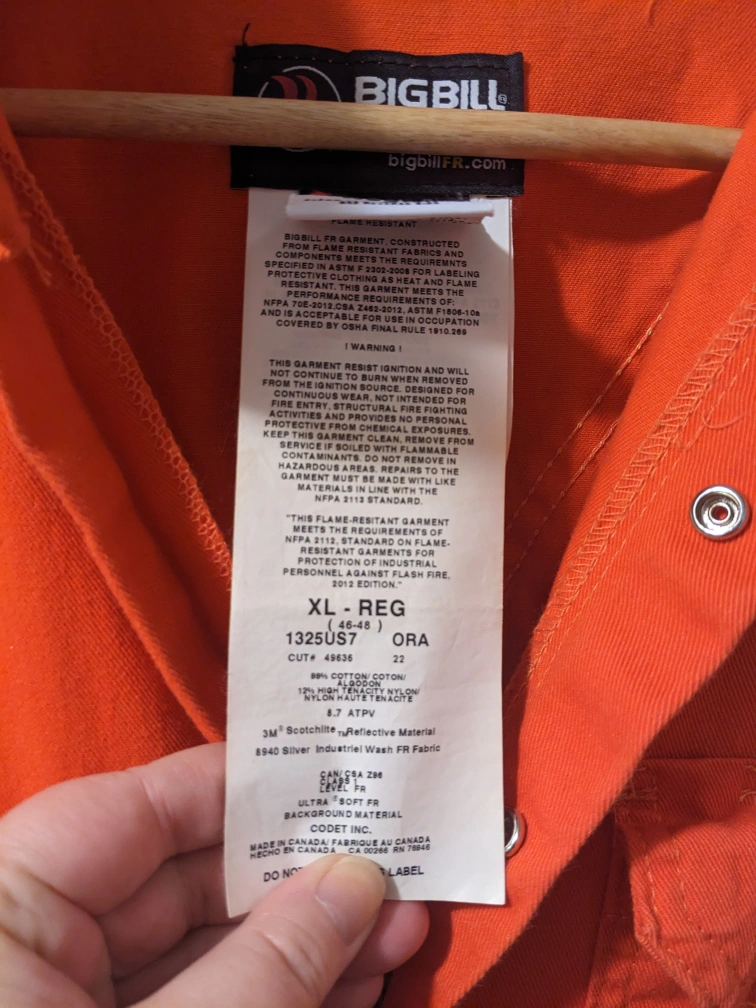 BIGBILL®
bigbillFR.com
FLAME RESISTANT
BIGBILL FR GARMENT, CONSTRUCTED
FROM FLAME RESISTANT FABRICS AND
COMPONENTS MEETS THE REQUIREMNTS
SPECIFIED IN ASTM F 2302-2008 FOR LABELING
PROTECTIVE CLOTHING AS HEAT AND FLAME
RESISTANT. THIS GARMENT MEETS THE
PERFORMANCE REQUIREMENTS OF:
NFPA 70E-2012,CSA Z462-2012, ASTM F1506-10a
AND IS ACCEPTABLE FOR USE IN OCCUPATION
COVERED BY OSHA FINAL RULE 1910.269
! WARNING !
THIS GARMENT RESIST IGNITION AND WILL
NOT CONTINUE TO BURN WHEN REMOVED
FROM THE IGNITION SOURCE. DESIGNED FOR
CONTINUOUS WEAR, NOT INTENDED FOR
FIRE ENTRY, STRUCTURAL FIRE FIGHTING
ACTIVITIES AND PROVIDES NO PERSONAL
PROTECTIVE FROM CHEMICAL EXPOSURES.
KEEP THIS GARMENT CLEAN, REMOVE FROM
SERVICE IF SOILED WITH FLAMMABLE
CONTAMINANTS. DO NOT REMOVE IN
HAZARDOUS AREAS. REPAIRS TO THE
GARMENT MUST BE MADE WITH LIKE
MATERIALS IN LINE WITH THE
NFPA 2113 STANDARD.
"THIS FLAME-RESITANT GARMENT
MEETS THE REQUIREMENTS OF
NFPA 2112, STANDARD ON FLAME-
RESISTANT GARMENTS FOR
PROTECTION OF INDUSTRIAL
PERSONNEL AGAINST FLASH FIRE,
2012 EDITION."
XL - REG
( 46-48 )
1325US7 ORA
CUT# 49636 22
88% COTTON/ COTON/
ALGODON
12% HIGH TENACITY NYLON/
NYLON HAUTE TENACITE
8.7 ATPV
3M® Scotchlite™Reflective Material
8940 Silver Industriel Wash FR Fabric
CAN/CSA Z96
CLASS 1
LEVEL FR
ULTRA ®SOFT FR
BACKGROUND MATERIAL
CODET INC.
MADE IN CANADA/ FABRIQUE AU CANADA
HECHO EN CANADA CA 00266 RN 76946
DO LABEL